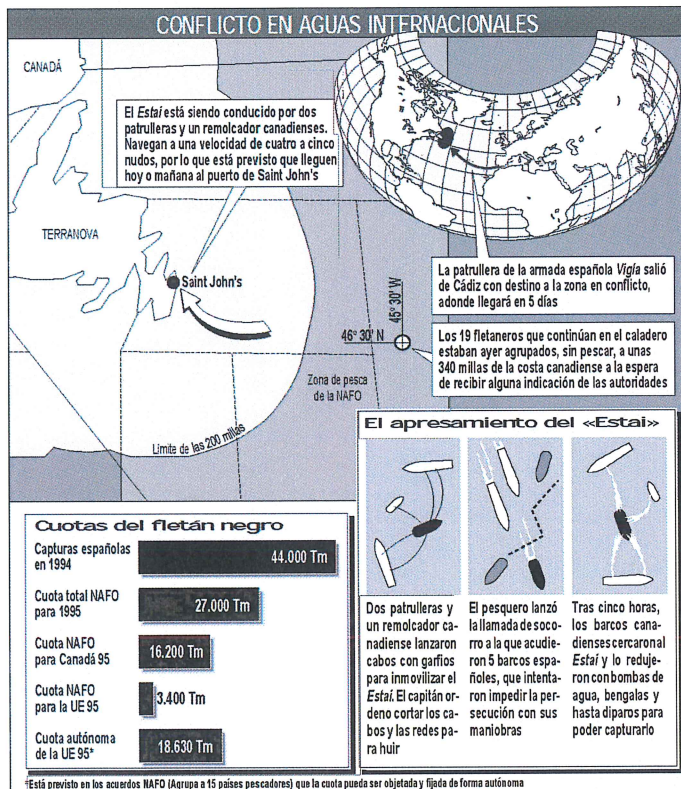 CONFLICTO EN AGUAS INTERNACIONALES
CANADÁ
El Estai está siendo conducido por dos
patrulleras y un remolcador canadienses.
Navegan a una velocidad de cuatro a cinco
nudos, por lo que está previsto que lleguen
hoy o mañana al puerto de Saint John's
TERRANOVA
Saint John's
La patrullera de la armada española Vigía salió
de Cádiz con destino a la zona en conflicto,
adonde llegará en 5 días
45° 30' W
46° 30' N
Los 19 fletaneros que continúan en el caladero
estaban ayer agrupados, sin pescar, a unas
340 millas de la costa canadiense a la espera
de recibir alguna indicación de las autoridades
Zona de pesca
de la NAFO
Límite de las 200 millas
El apresamiento del «Estai»
Dos patrulleras y
un remolcador ca-
nadiense lanzaron
cabos con garfios
para inmovilizar el
Estai. El capitán or-
deno cortar los ca-
bos y las redes pa-
ra huir
El pesquero lanzó
la llamada de soco-
rro a la que acudie-
ron 5 barcos espa-
ñoles, que intenta-
ron impedir la per-
secución con sus
maniobras
Tras cinco horas,
los barcos cana-
dienses cercaron al
Estai y lo reduje-
ron con bombas de
agua, bengalas y
hasta disparos para
poder capturarlo
Cuotas del fletán negro
Capturas españolas
en 1994
44.000 Tm
Cuota total NAFO
para 1995
27.000 Tm
Cuota NAFO
para Canadá 95
16.200 Tm
Cuota NAFO
para la UE 95
3.400 Tm
Cuota autónoma
de la UE 95*
18.630 Tm
*Está previsto en los acuerdos NAFO (Agrupa a 15 países pescadores) que la cuota pueda ser objetada y fijada de forma autónoma